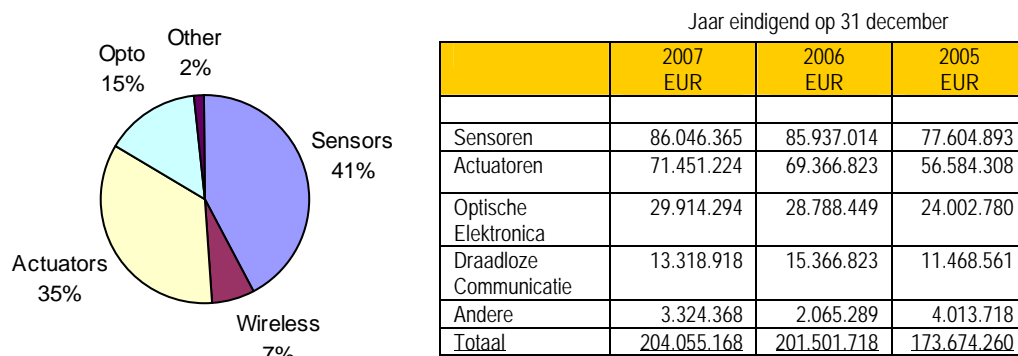 Other
2%
Opto
15%
Sensors
41%
Actuators
35%
Wireless
7%
Jaar eindigend op 31 december
2007 2006 2005
EUR EUR EUR
Sensoren 86.046.365 85.937.014 77.604.893
Actuatoren 71.451.224 69.366.823 56.584.308
Optische 29.914.294 28.788.449 24.002.780
Elektronica
Draadloze 13.318.918 15.366.823 11.468.561
Communicatie
Andere 3.324.368 2.065.289 4.013.718
Totaal 204.055.168 201.501.718 173.674.260